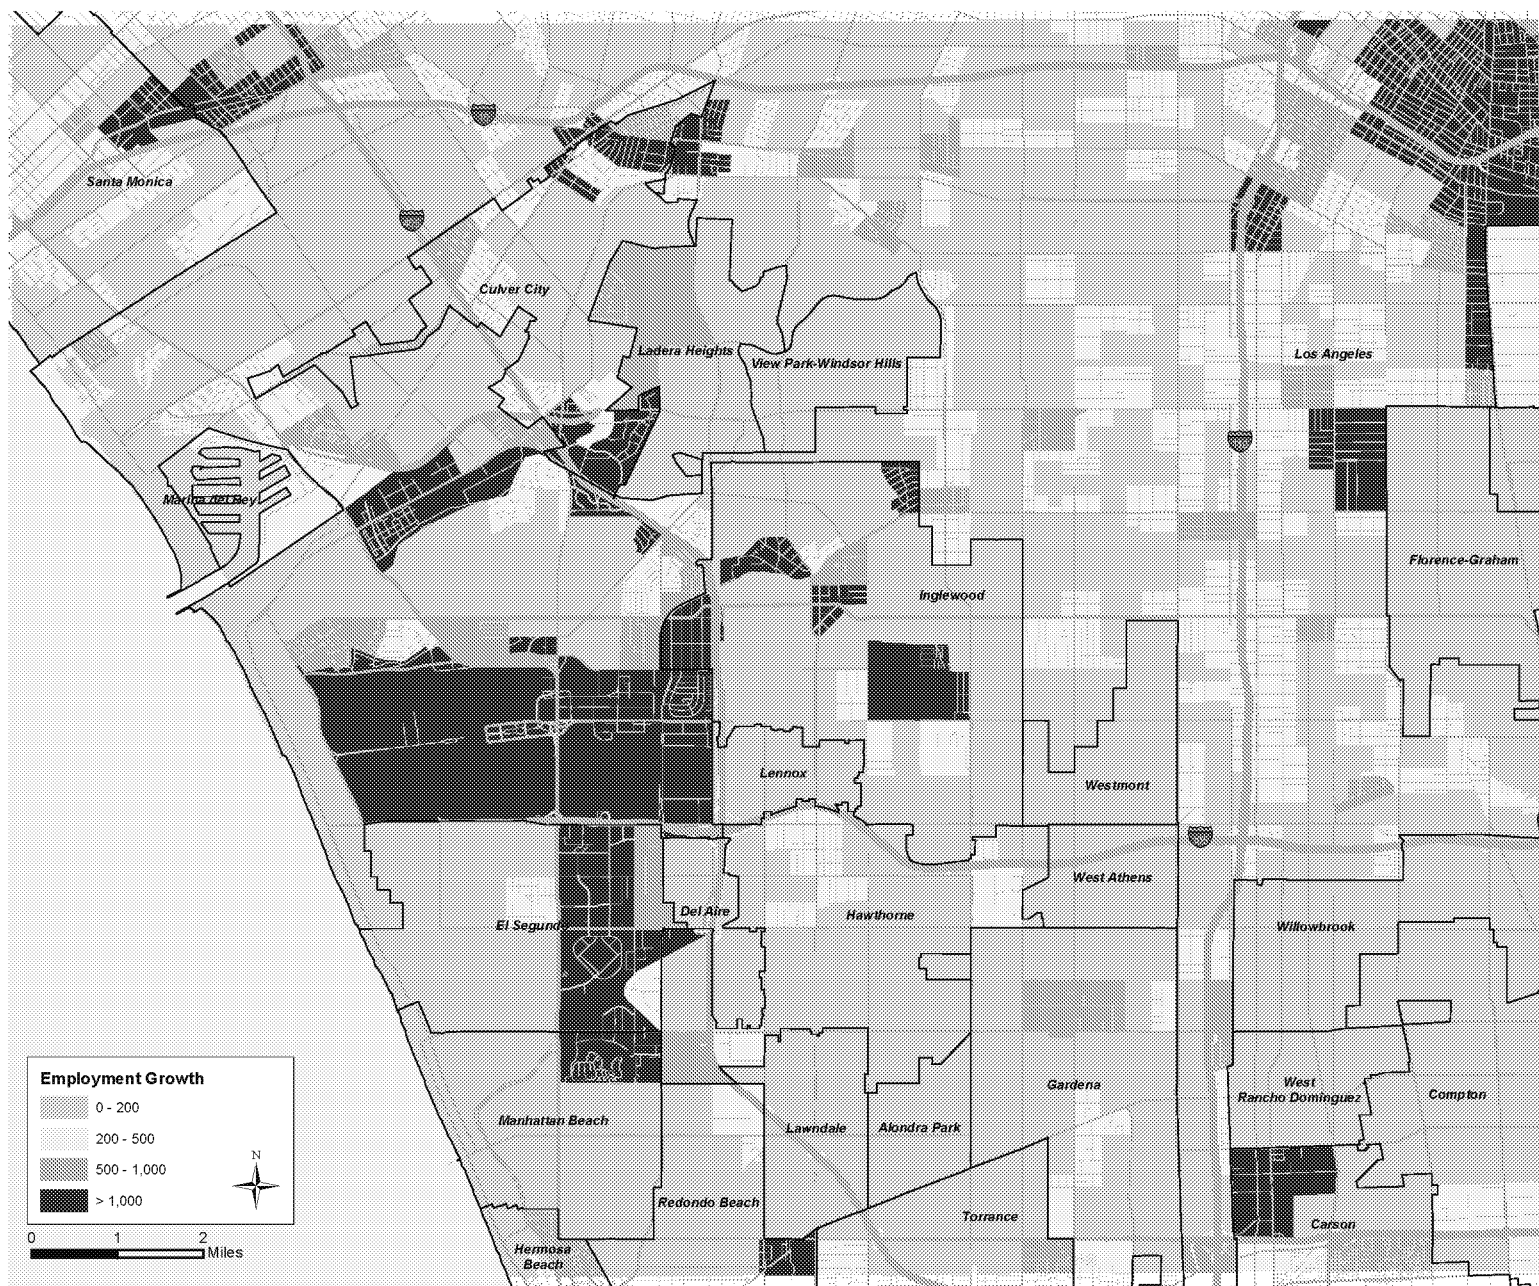 Santa Monica
Culver City
Ladera Heights
View Park-Windsor Hills
Los Angeles
Marina del Rey
Florence-Graham
Inglewood
Lennox
Westmont
West Athens
El Segundo
Del Aire
Hawthorne
Willowbrook
Manhattan Beach
Lawndale
Alondra Park
Gardena
West
Rancho Dominguez
Compton
Redondo Beach
Torrance
Carson
Hermosa
Beach
Employment Growth
0 - 200
200 - 500
500 - 1,000
> 1,000
N
0 1 2
Miles